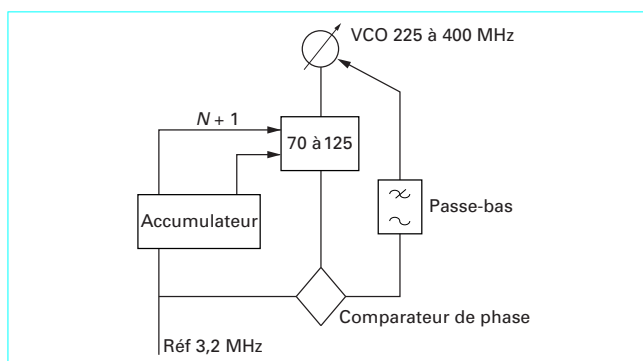 VCO 225 à 400 MHz
N + 1
70 à 125
Accumulateur
Passe-bas
Comparateur de phase
Réf 3,2 MHz